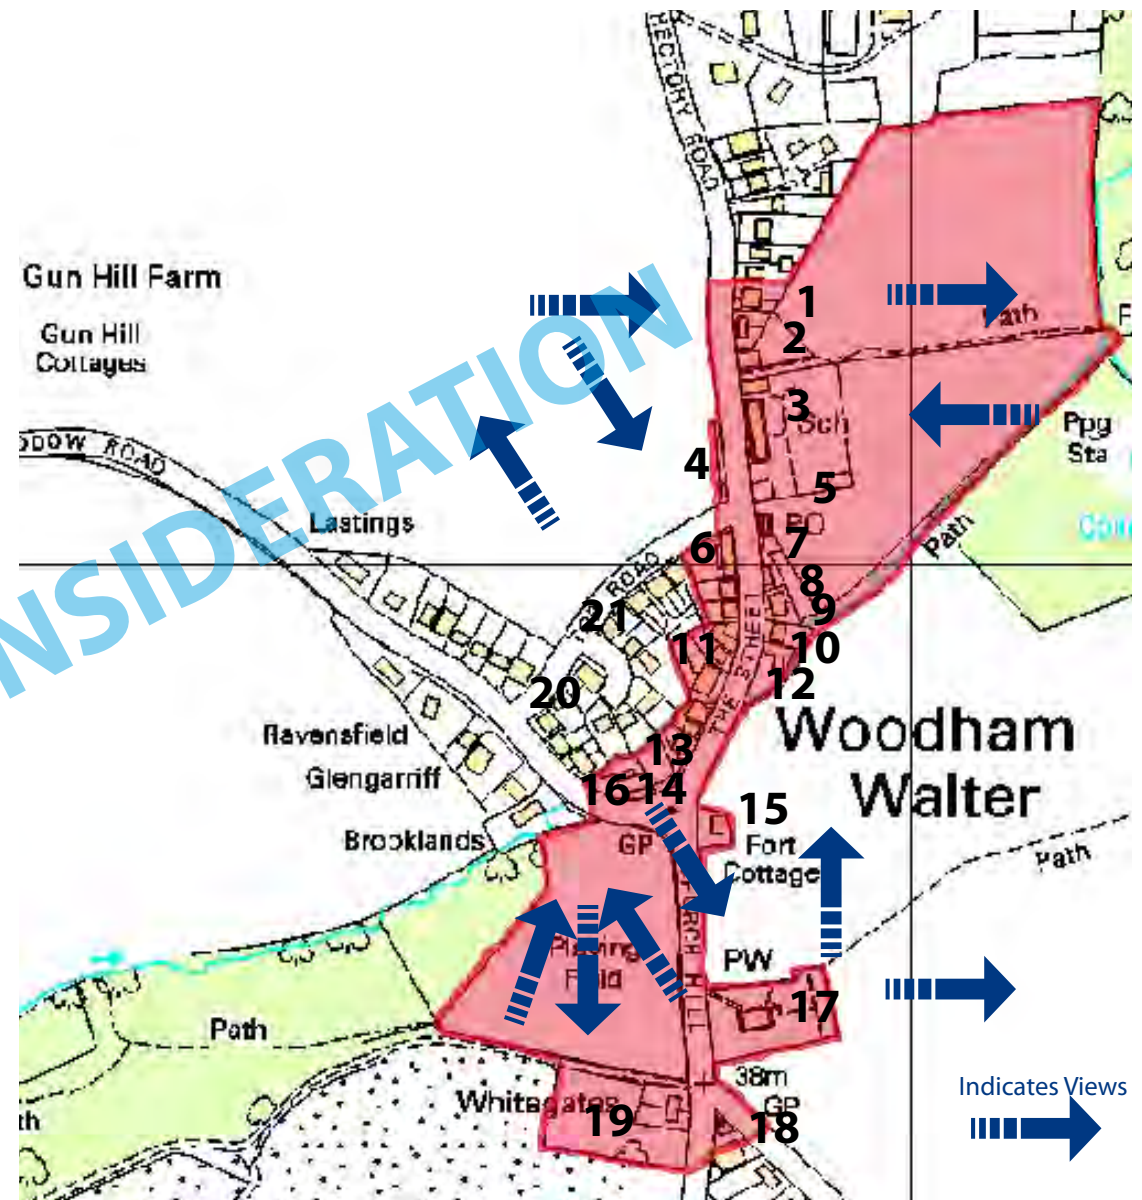 RECTORY ROAD
Gun Hill Farm
Gun Hill
Cottages
1
2
Path
3
Sch
4
5
Ppg
Sta
PO
6
7
Path
8
9
10
ROAD
Lastings
NSIDERATION
21
11
12
20
THE STREET
Woodham
Walter
Ravensfield
Glengarriff
Brooklands
13
16 14
15
GP
Fort
Cottage
Path
CHURCH HILL
Playing
Field
PW
17
Path
38m
GP
Whitegates
19
18
Indicates Views